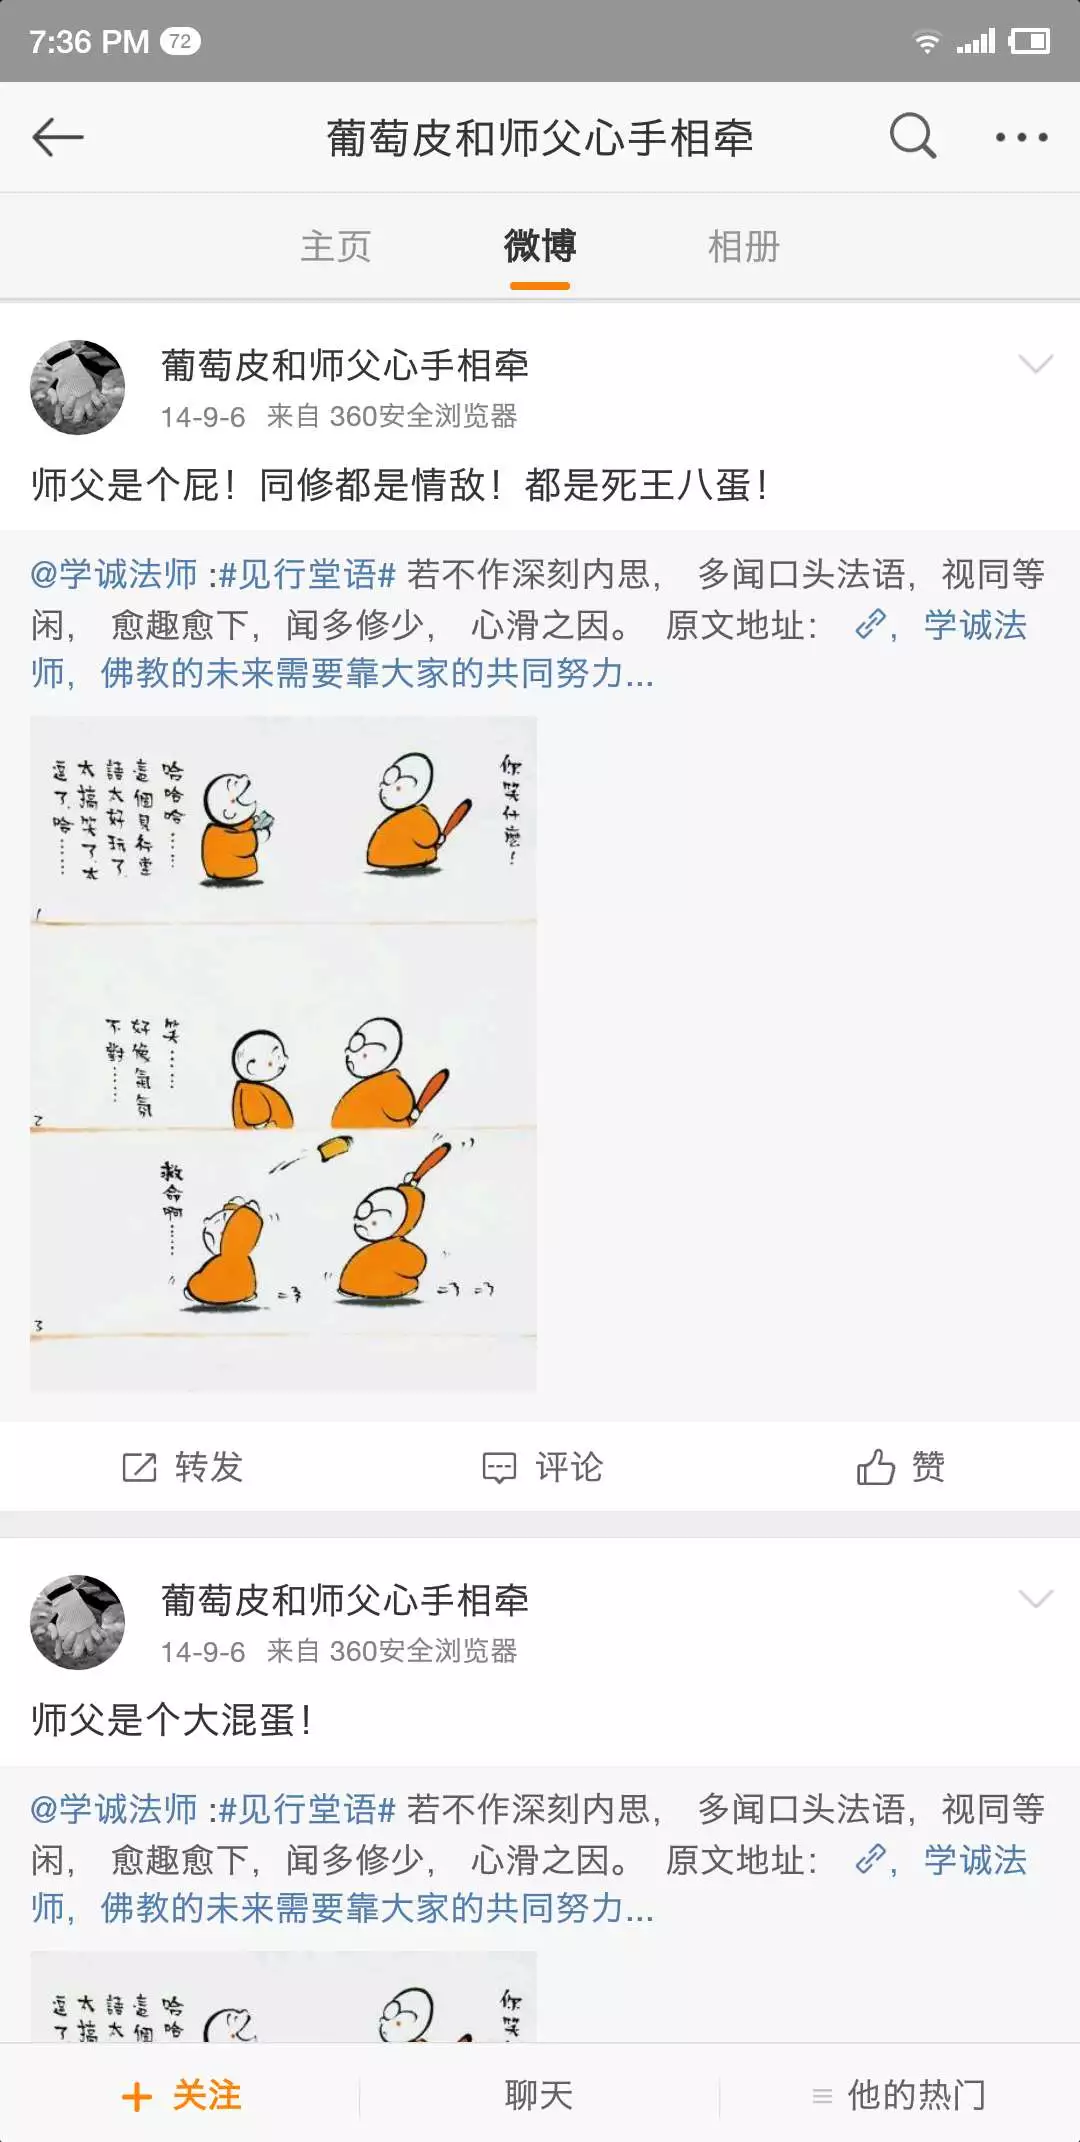 7:36 PM 72
葡萄皮和师父心手相牵
主页 微博 相册
葡萄皮和师父心手相牵
14-9-6 来自 360安全浏览器
师父是个屁！同修都是情敌！都是死王八蛋！
@学诚法师 :#见行堂语# 若不作深刻内思， 多闻口头法语，视同等
闲， 愈趣愈下，闻多修少， 心滑之因。 原文地址： ，学诚法
师，佛教的未来需要靠大家的共同努力...
你笑什麼！
哈哈哈……
這個見行堂
語太好玩了
太搞笑了太
逗了哈……
1
笑……
好像氣氛
不對……
2
救命啊……
3
转发 评论 赞
葡萄皮和师父心手相牵
14-9-6 来自 360安全浏览器
师父是个大混蛋！
@学诚法师 :#见行堂语# 若不作深刻内思， 多闻口头法语，视同等
闲， 愈趣愈下，闻多修少， 心滑之因。 原文地址： ，学诚法
师，佛教的未来需要靠大家的共同努力...
你笑
哈哈
這個
語太
太搞
逗了
+ 关注 聊天 他的热门